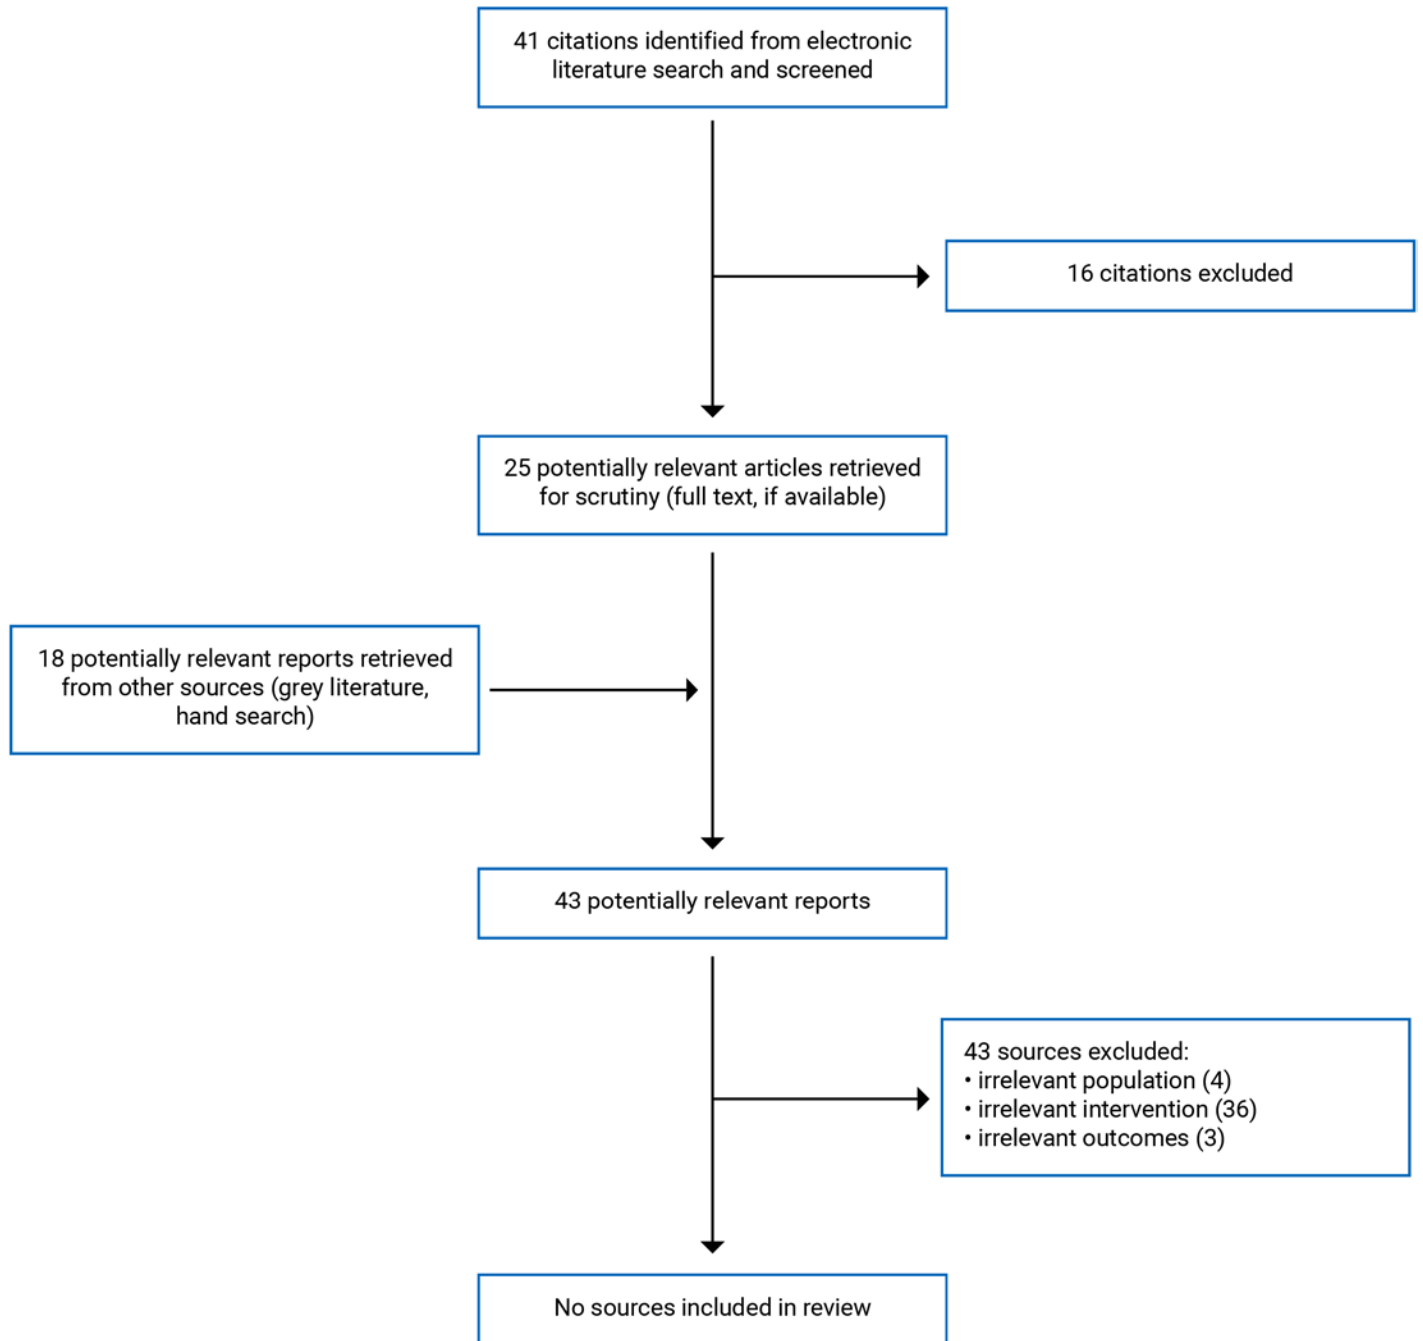 41 citations identified from electronic
literature search and screened
16 citations excluded
25 potentially relevant articles retrieved
for scrutiny (full text, if available)
18 potentially relevant reports retrieved
from other sources (grey literature,
hand search)
43 potentially relevant reports
43 sources excluded:
• irrelevant population (4)
• irrelevant intervention (36)
• irrelevant outcomes (3)
No sources included in review